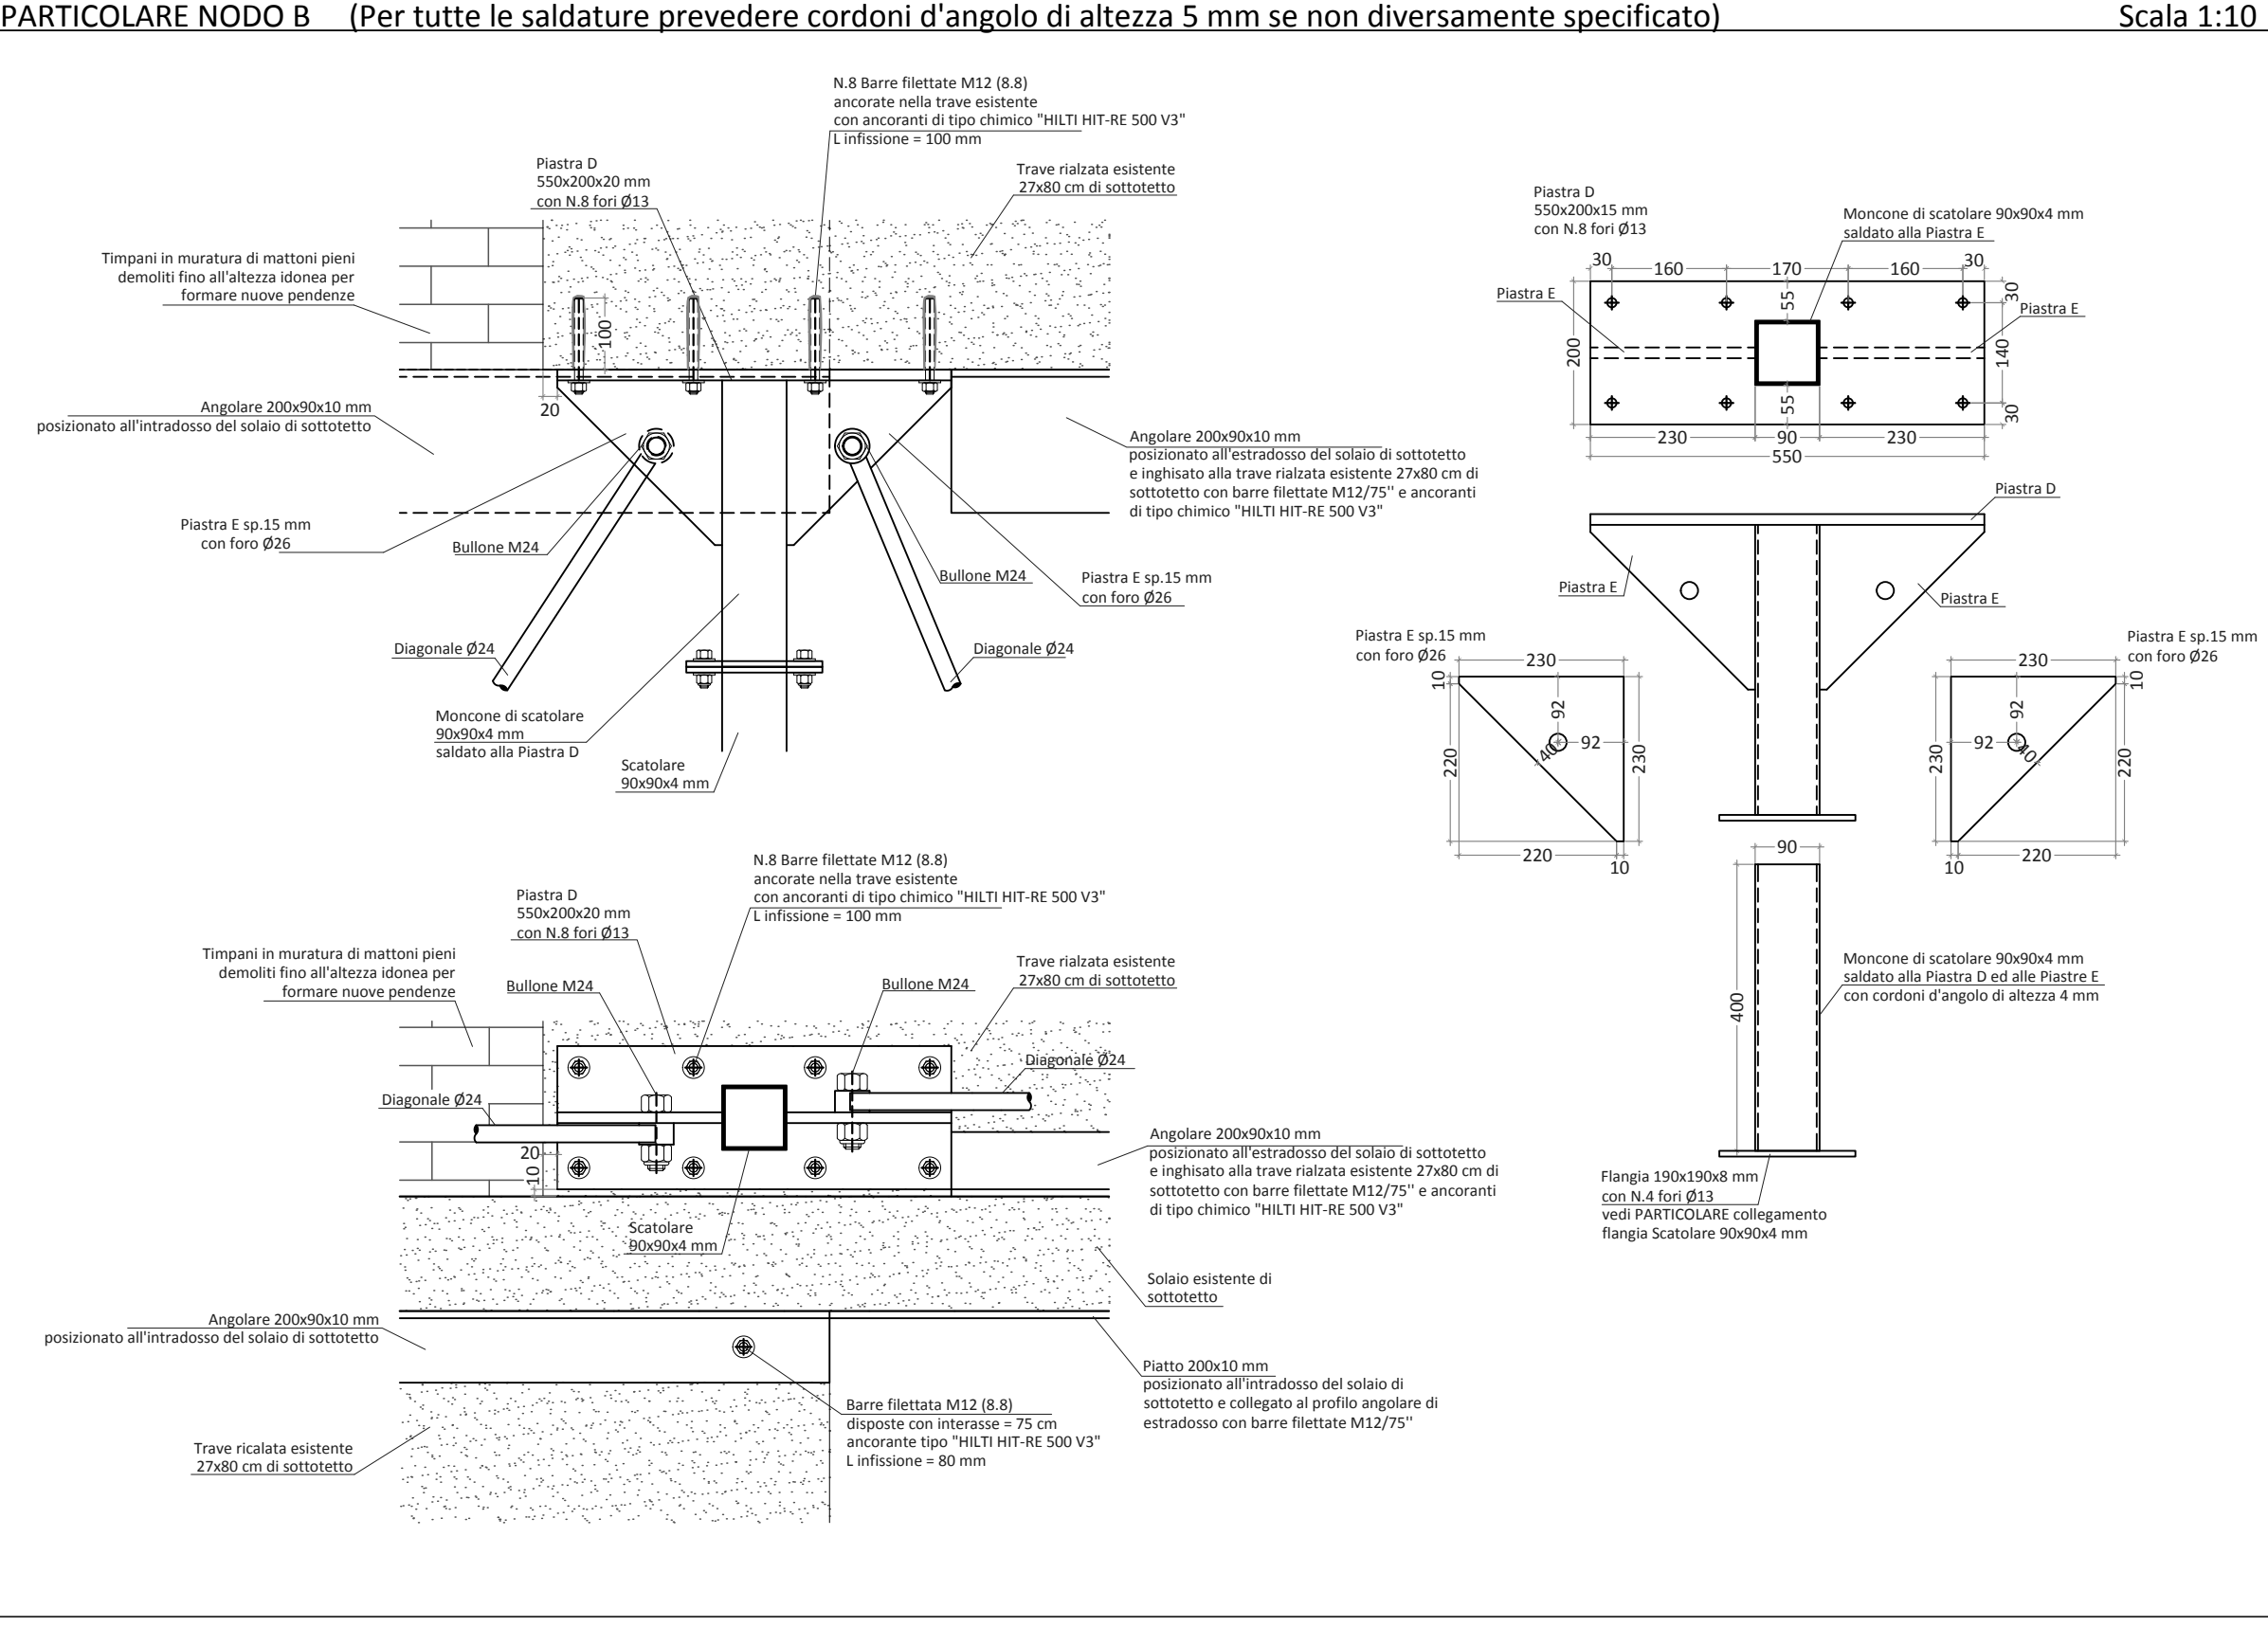 PARTICOLARE NODO B (Per tutte le saldature prevedere cordoni d'angolo di altezza 5 mm se non diversamente specificato) Scala 1:10
N.8 Barre filettate M12 (8.8)
ancorate nella trave esistente
con ancoranti di tipo chimico "HILTI HIT-RE 500 V3"
L infissione = 100 mm
Piastra D
550x200x20 mm
con N.8 fori Ø13
Trave rialzata esistente
27x80 cm di sottotetto
Timpani in muratura di mattoni pieni
demoliti fino all'altezza idonea per
formare nuove pendenze
100
20
Angolare 200x90x10 mm
posizionato all'intradosso del solaio di sottotetto
Angolare 200x90x10 mm
posizionato all'estradosso del solaio di sottotetto
e inghisato alla trave rialzata esistente 27x80 cm di
sottotetto con barre filettate M12/75'' e ancoranti
di tipo chimico "HILTI HIT-RE 500 V3"
Piastra E sp.15 mm
con foro Ø26
Bullone M24
Bullone M24
Piastra E sp.15 mm
con foro Ø26
Diagonale Ø24
Diagonale Ø24
Moncone di scatolare
90x90x4 mm
saldato alla Piastra D
Scatolare
90x90x4 mm
Piastra D
550x200x15 mm
con N.8 fori Ø13
Moncone di scatolare 90x90x4 mm
saldato alla Piastra E
30
160
170
160
30
Piastra E
55
30
Piastra E
200
140
55
30
230
90
230
550
Piastra D
Piastra E
Piastra E
Piastra E sp.15 mm
con foro Ø26
230
10
92
92
40
220
230
220
10
Piastra E sp.15 mm
con foro Ø26
230
10
92
92
40
230
220
10
220
90
400
Moncone di scatolare 90x90x4 mm
saldato alla Piastra D ed alle Piastre E
con cordoni d'angolo di altezza 4 mm
Flangia 190x190x8 mm
con N.4 fori Ø13
vedi PARTICOLARE collegamento
flangia Scatolare 90x90x4 mm
N.8 Barre filettate M12 (8.8)
ancorate nella trave esistente
con ancoranti di tipo chimico "HILTI HIT-RE 500 V3"
L infissione = 100 mm
Piastra D
550x200x20 mm
con N.8 fori Ø13
Timpani in muratura di mattoni pieni
demoliti fino all'altezza idonea per
formare nuove pendenze
Bullone M24
Bullone M24
Trave rialzata esistente
27x80 cm di sottotetto
Diagonale Ø24
Diagonale Ø24
20
10
Angolare 200x90x10 mm
posizionato all'estradosso del solaio di sottotetto
e inghisato alla trave rialzata esistente 27x80 cm di
sottotetto con barre filettate M12/75'' e ancoranti
di tipo chimico "HILTI HIT-RE 500 V3"
Scatolare
90x90x4 mm
Solaio esistente di
sottotetto
Angolare 200x90x10 mm
posizionato all'intradosso del solaio di sottotetto
Piatto 200x10 mm
posizionato all'intradosso del solaio di
sottotetto e collegato al profilo angolare di
estradosso con barre filettate M12/75''
Barre filettata M12 (8.8)
disposte con interasse = 75 cm
ancorante tipo "HILTI HIT-RE 500 V3"
L infissione = 80 mm
Trave ricalata esistente
27x80 cm di sottotetto